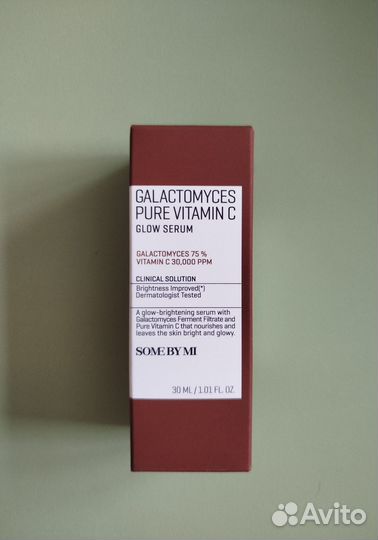 GALACTOMYCES
PURE VITAMIN C
GLOW SERUM
GALACTOMYCES 75 %
VITAMIN C 30,000 PPM
CLINICAL SOLUTION
Brightness Improved(*)
Dermatologist Tested
A glow-brightening serum with
Galactomyces Ferment Filtrate and
Pure Vitamin C that nourishes and
leaves the skin bright and glowy.
SOME BY MI
30 ML / 1.01 FL. OZ.
Avito